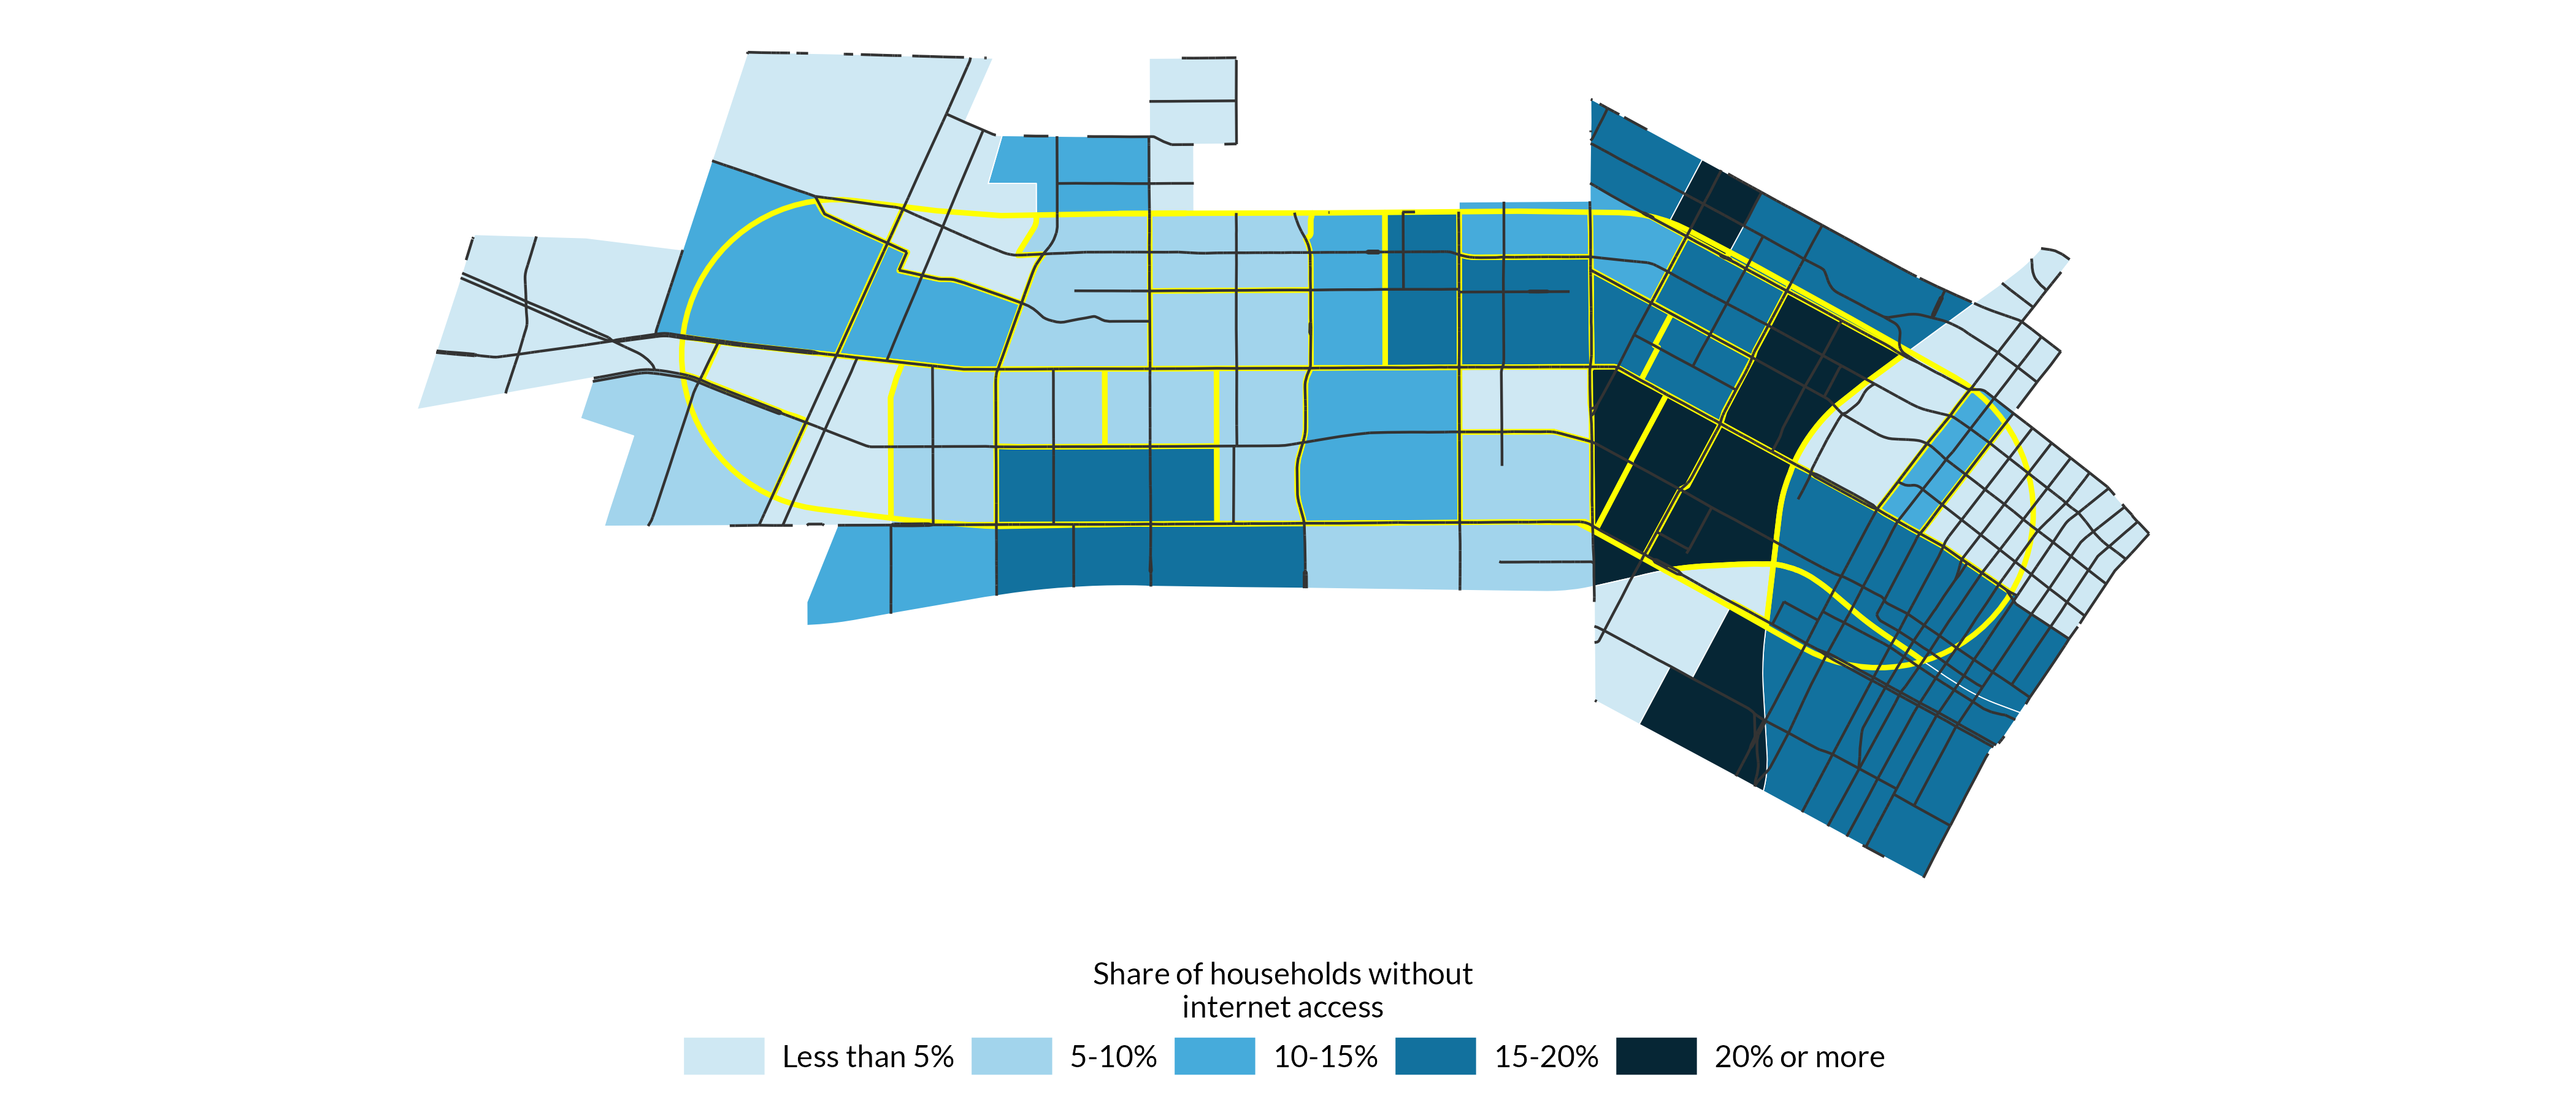 Share of households without
internet access
Less than 5% 5-10% 10-15% 15-20% 20% or more